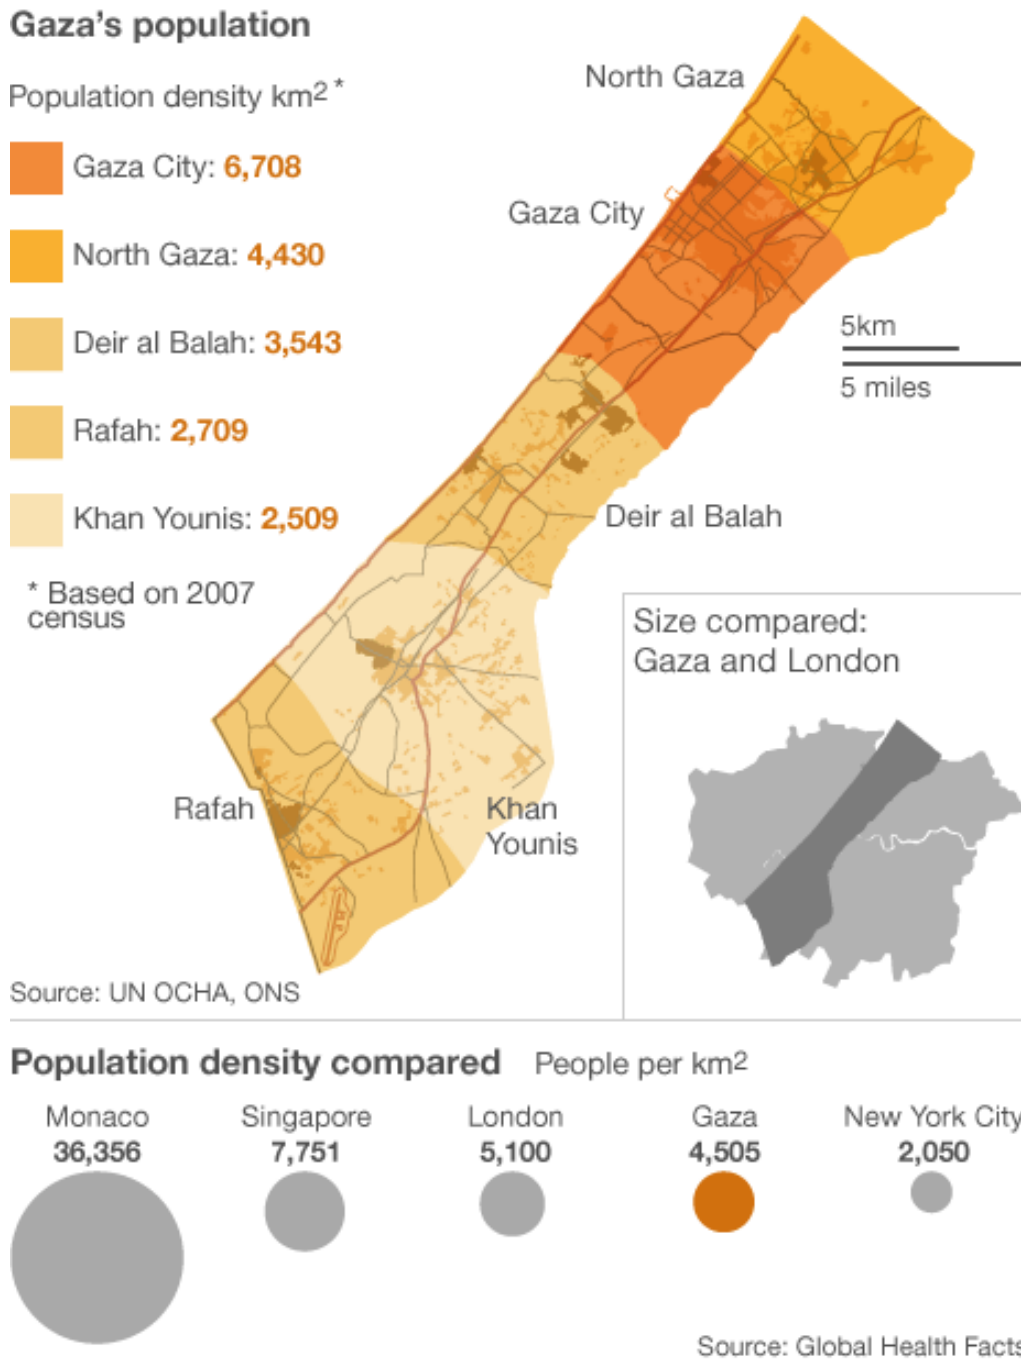 Gaza's population
Population density km2 *
Gaza City: 6,708
North Gaza: 4,430
Deir al Balah: 3,543
Rafah: 2,709
Khan Younis: 2,509
* Based on 2007
census
North Gaza
Gaza City
5km
5 miles
Deir al Balah
Rafah
Khan
Younis
Size compared:
Gaza and London
Source: UN OCHA, ONS
Population density compared People per km2
Monaco
36,356
Singapore
7,751
London
5,100
Gaza
4,505
New York City
2,050
Source: Global Health Facts